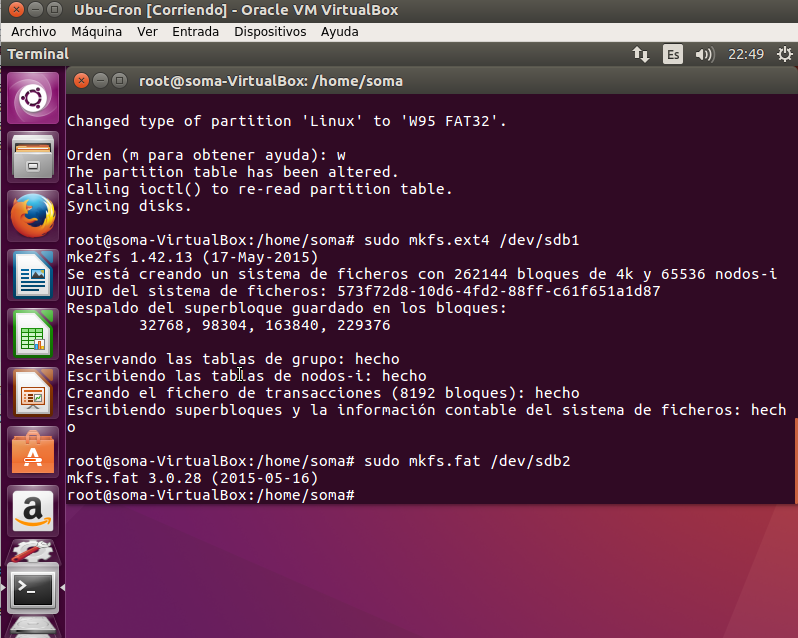 Ubu-Cron [Corriendo] - Oracle VM VirtualBox
Archivo Máquina Ver Entrada Dispositivos Ayuda
Terminal Es 22:49
root@soma-VirtualBox: /home/soma
Changed type of partition 'Linux' to 'W95 FAT32'.
Orden (m para obtener ayuda): w
The partition table has been altered.
Calling ioctl() to re-read partition table.
Syncing disks.
root@soma-VirtualBox:/home/soma# sudo mkfs.ext4 /dev/sdb1
mke2fs 1.42.13 (17-May-2015)
Se está creando un sistema de ficheros con 262144 bloques de 4k y 65536 nodos-i
UUID del sistema de ficheros: 573f72d8-10d6-4fd2-88ff-c61f651a1d87
Respaldo del superbloque guardado en los bloques:
32768, 98304, 163840, 229376
Reservando las tablas de grupo: hecho
Escribiendo las tablas de nodos-i: hecho
Creando el fichero de transacciones (8192 bloques): hecho
Escribiendo superbloques y la información contable del sistema de ficheros: hech
o
root@soma-VirtualBox:/home/soma# sudo mkfs.fat /dev/sdb2
mkfs.fat 3.0.28 (2015-05-16)
root@soma-VirtualBox:/home/soma#